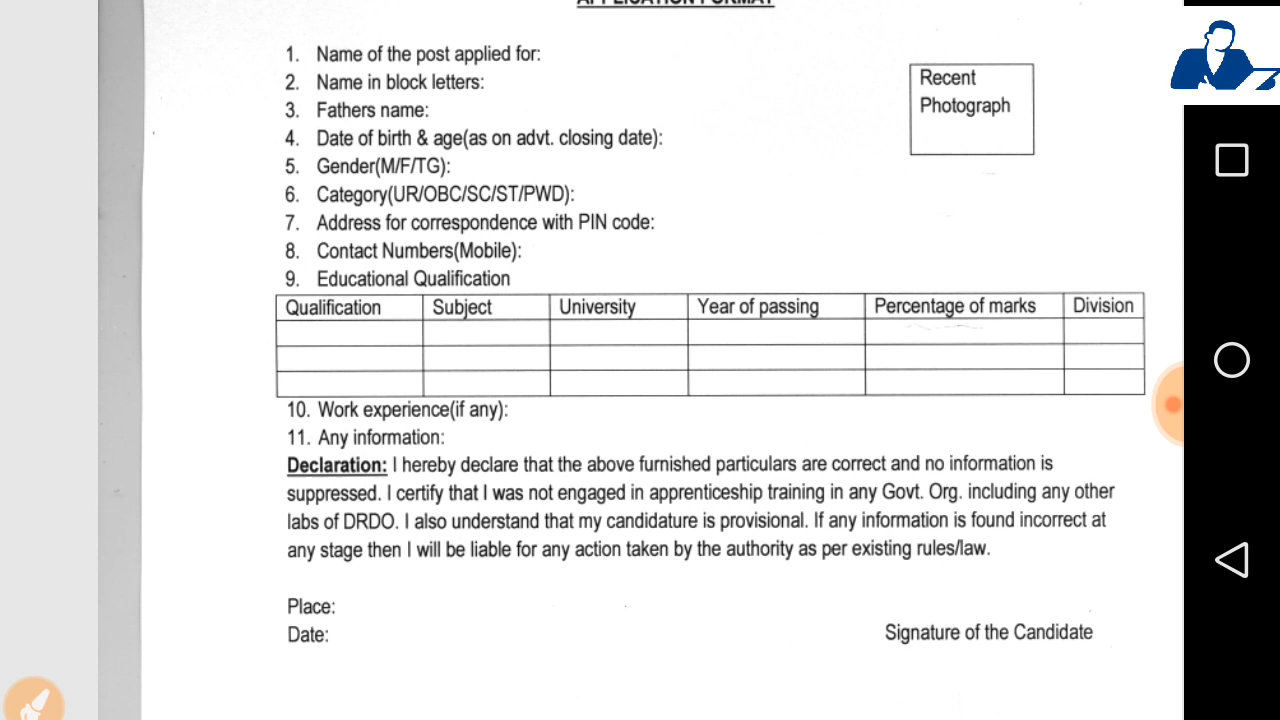 APPLICATION FORMAT
1. Name of the post applied for:
2. Name in block letters:
3. Fathers name:
4. Date of birth & age(as on advt. closing date):
5. Gender(M/F/TG):
6. Category(UR/OBC/SC/ST/PWD):
7. Address for correspondence with PIN code:
8. Contact Numbers(Mobile):
9. Educational Qualification
Recent
Photograph
Qualification Subject University Year of passing Percentage of marks Division
10. Work experience(if any):
11. Any information:
Declaration: I hereby declare that the above furnished particulars are correct and no information is
suppressed. I certify that I was not engaged in apprenticeship training in any Govt. Org. including any other
labs of DRDO. I also understand that my candidature is provisional. If any information is found incorrect at
any stage then I will be liable for any action taken by the authority as per existing rules/law.
Place:
Date:
Signature of the Candidate